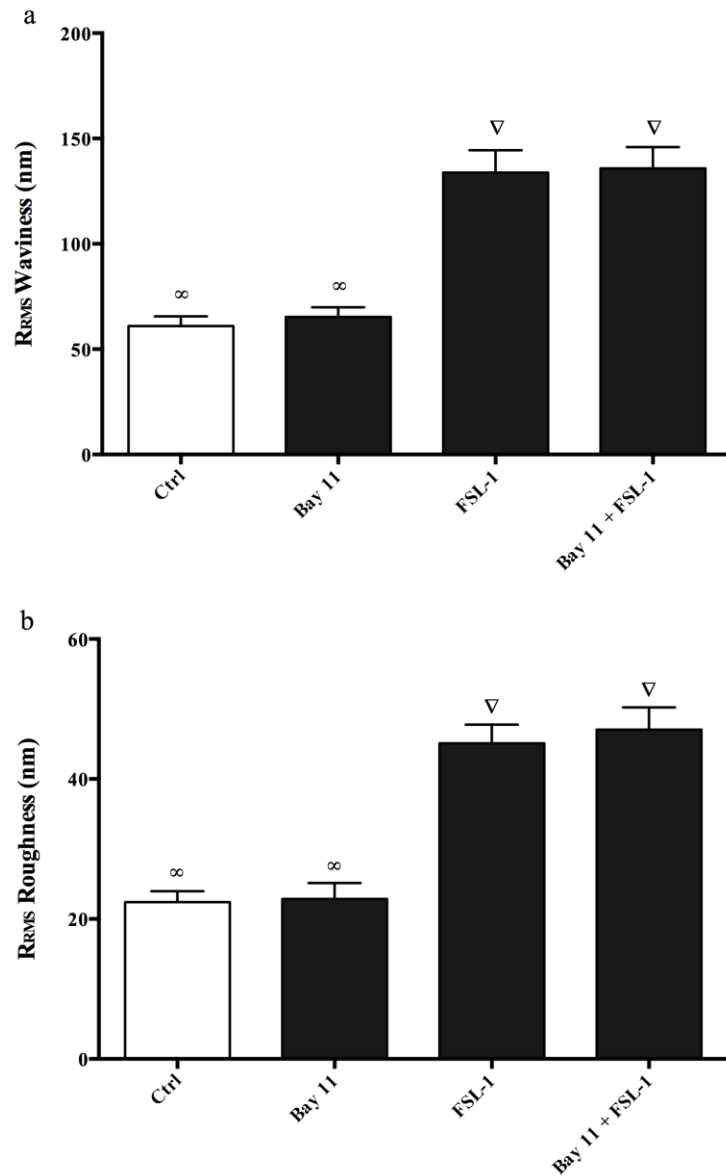 a
200
150
100
50
0
RRMS Waviness (nm)
∞
∞
∇
∇
Ctrl
Bay 11
FSL-1
Bay 11 + FSL-1
b
60
40
20
0
RRMS Roughness (nm)
∞
∞
∇
∇
Ctrl
Bay 11
FSL-1
Bay 11 + FSL-1